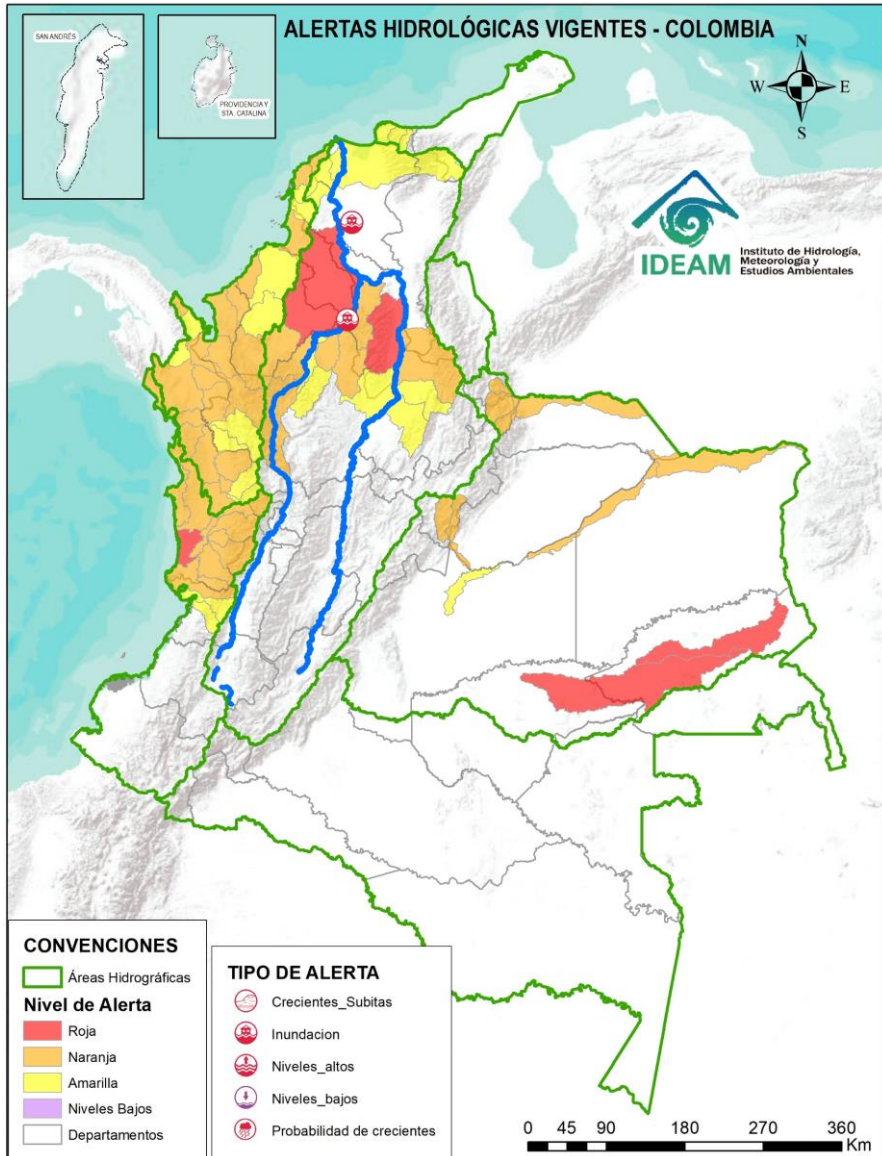 ALERTAS HIDROLÓGICAS VIGENTES - COLOMBIA
SAN ANDRÉS
PROVIDENCIA Y
STA. CATALINA
N
W
E
S
IDEAM
Instituto de Hidrología,
Meteorología y
Estudios Ambientales
CONVENCIONES
Áreas Hidrográficas
Nivel de Alerta
Roja
Naranja
Amarilla
Niveles Bajos
Departamentos
TIPO DE ALERTA
Crecientes_Subitas
Inundacion
Niveles_altos
Niveles_bajos
Probabilidad de crecientes
0 45 90 180 270 360
Km